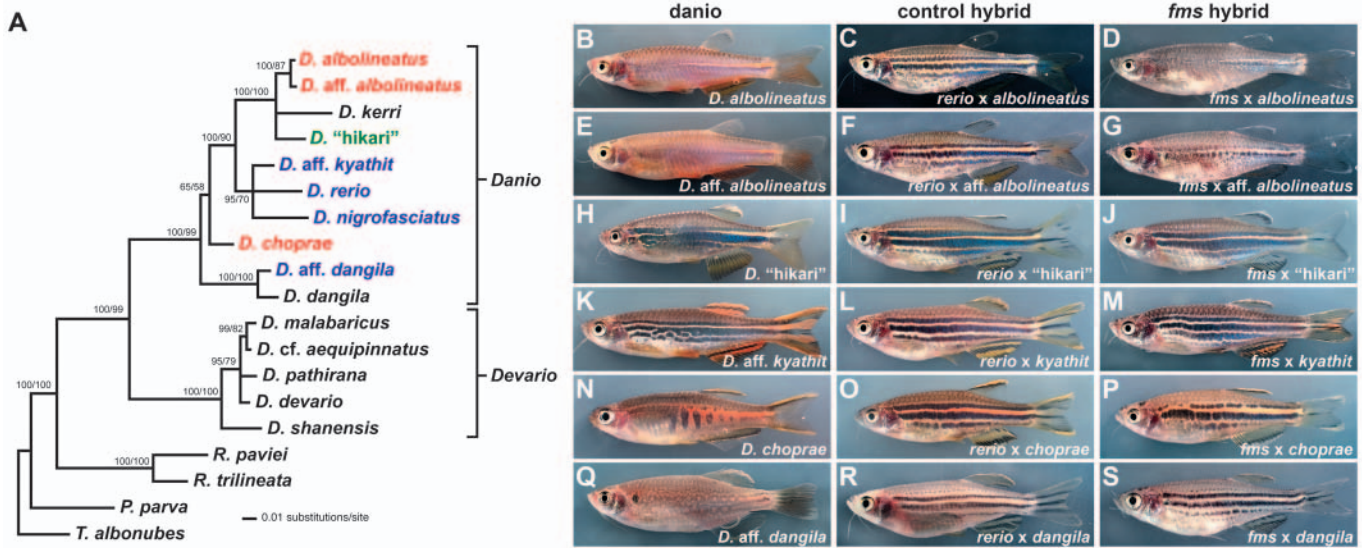 A
danio
control hybrid
fms hybrid
100/87
D. albolineatus
D. aff. albolineatus
100/100
D. kerri
100/90
D. "hikari"
D. aff. kyathit
65/58
D. rerio
95/70
D. nigrofasciatus
100/99
D. choprae
D. aff. dangila
100/100
D. dangila
Danio
100/99
D. malabaricus
99/82
D. cf. aequipinnatus
95/79
D. pathirana
100/100
D. devario
D. shanensis
Devario
100/100
R. paviei
100/100
R. trilineata
P. parva
0.01 substitutions/site
T. albonubes
B
D. albolineatus
C
rerio x albolineatus
D
fms x albolineatus
E
D. aff. albolineatus
F
rerio x aff. albolineatus
G
fms x aff. albolineatus
H
D. "hikari"
I
rerio x "hikari"
J
fms x "hikari"
K
D. aff. kyathit
L
rerio x kyathit
M
fms x kyathit
N
D. choprae
O
rerio x choprae
P
fms x choprae
Q
D. aff. dangila
R
rerio x dangila
S
fms x dangila